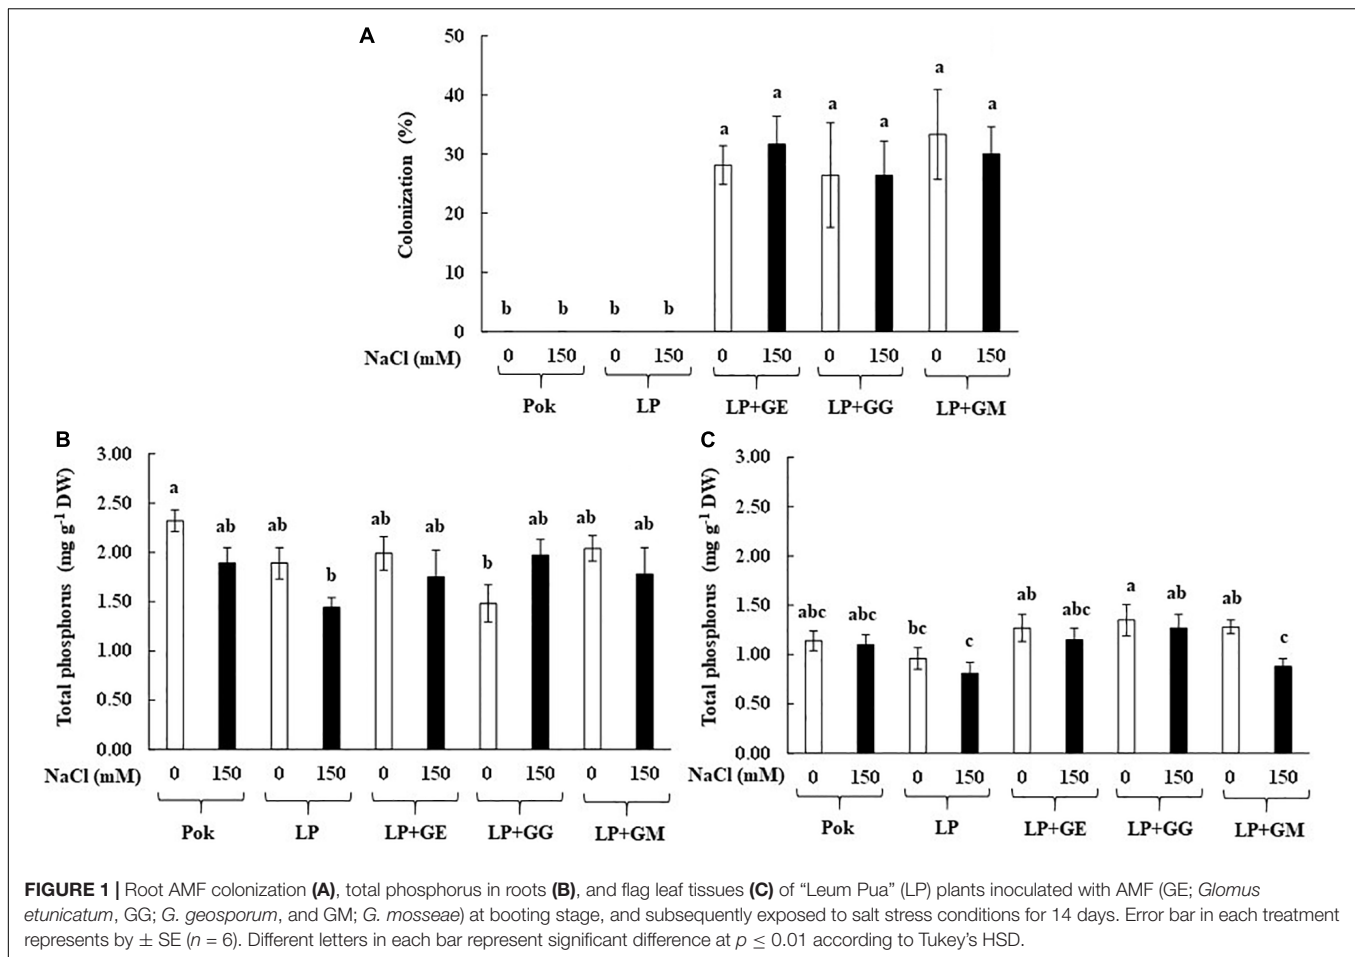 A
50
40
30
20
10
0
Colonization (%)
b b b b a a a a a a
NaCl (mM) 0 150 0 150 0 150 0 150 0 150
Pok LP LP+GE LP+GG LP+GM
B
3.00
2.50
2.00
1.50
1.00
0.50
0.00
Total phosphorus (mg g⁻¹ DW)
a ab ab b ab ab b ab ab ab
NaCl (mM) 0 150 0 150 0 150 0 150 0 150
Pok LP LP+GE LP+GG LP+GM
C
3.00
2.50
2.00
1.50
1.00
0.50
0.00
Total phosphorus (mg g⁻¹ DW)
abc abc bc c ab abc a ab ab c
NaCl (mM) 0 150 0 150 0 150 0 150 0 150
Pok LP LP+GE LP+GG LP+GM
FIGURE 1 | Root AMF colonization (A), total phosphorus in roots (B), and flag leaf tissues (C) of “Leum Pua” (LP) plants inoculated with AMF (GE; Glomus
etunicatum, GG; G. geosporum, and GM; G. mosseae) at booting stage, and subsequently exposed to salt stress conditions for 14 days. Error bar in each treatment
represents by ± SE (n = 6). Different letters in each bar represent significant difference at p ≤ 0.01 according to Tukey’s HSD.